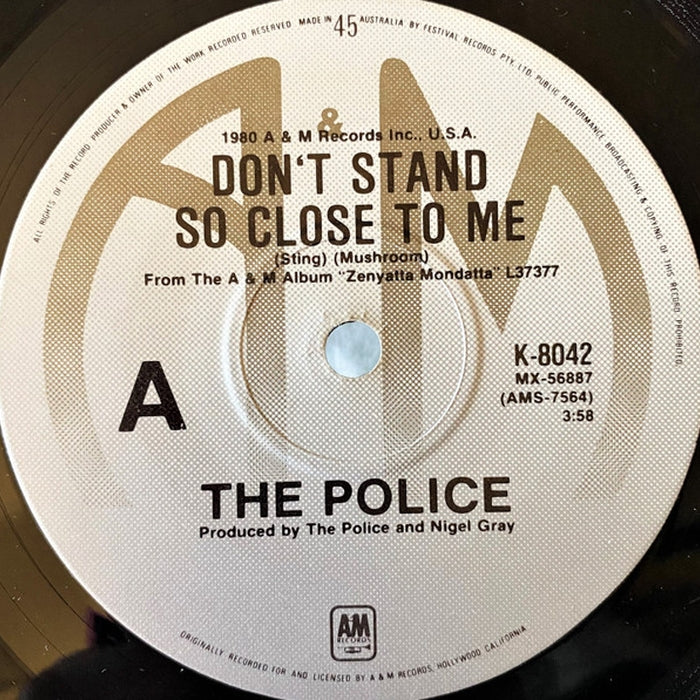 ALL RIGHTS OF THE RECORD PRODUCER & OWNER OF THE WORK RECORDED RESERVED MADE IN 45 AUSTRALIA BY FESTIVAL RECORDS PTY. LTD. PUBLIC PERFORMANCE BROADCASTING & COPYING OF THIS RECORD PROHIBITED.
A&M
1980 A & M Records Inc., U.S.A.
DON'T STAND
SO CLOSE TO ME
(Sting) (Mushroom)
From The A & M Album "Zenyatta Mondatta" L37377
A
K-8042
MX-56887
(AMS-7564)
3:58
THE POLICE
Produced by The Police and Nigel Gray
AM
RECORDS
ORIGINALLY RECORDED FOR AND LICENSED BY A & M RECORDS, HOLLYWOOD CALIFORNIA